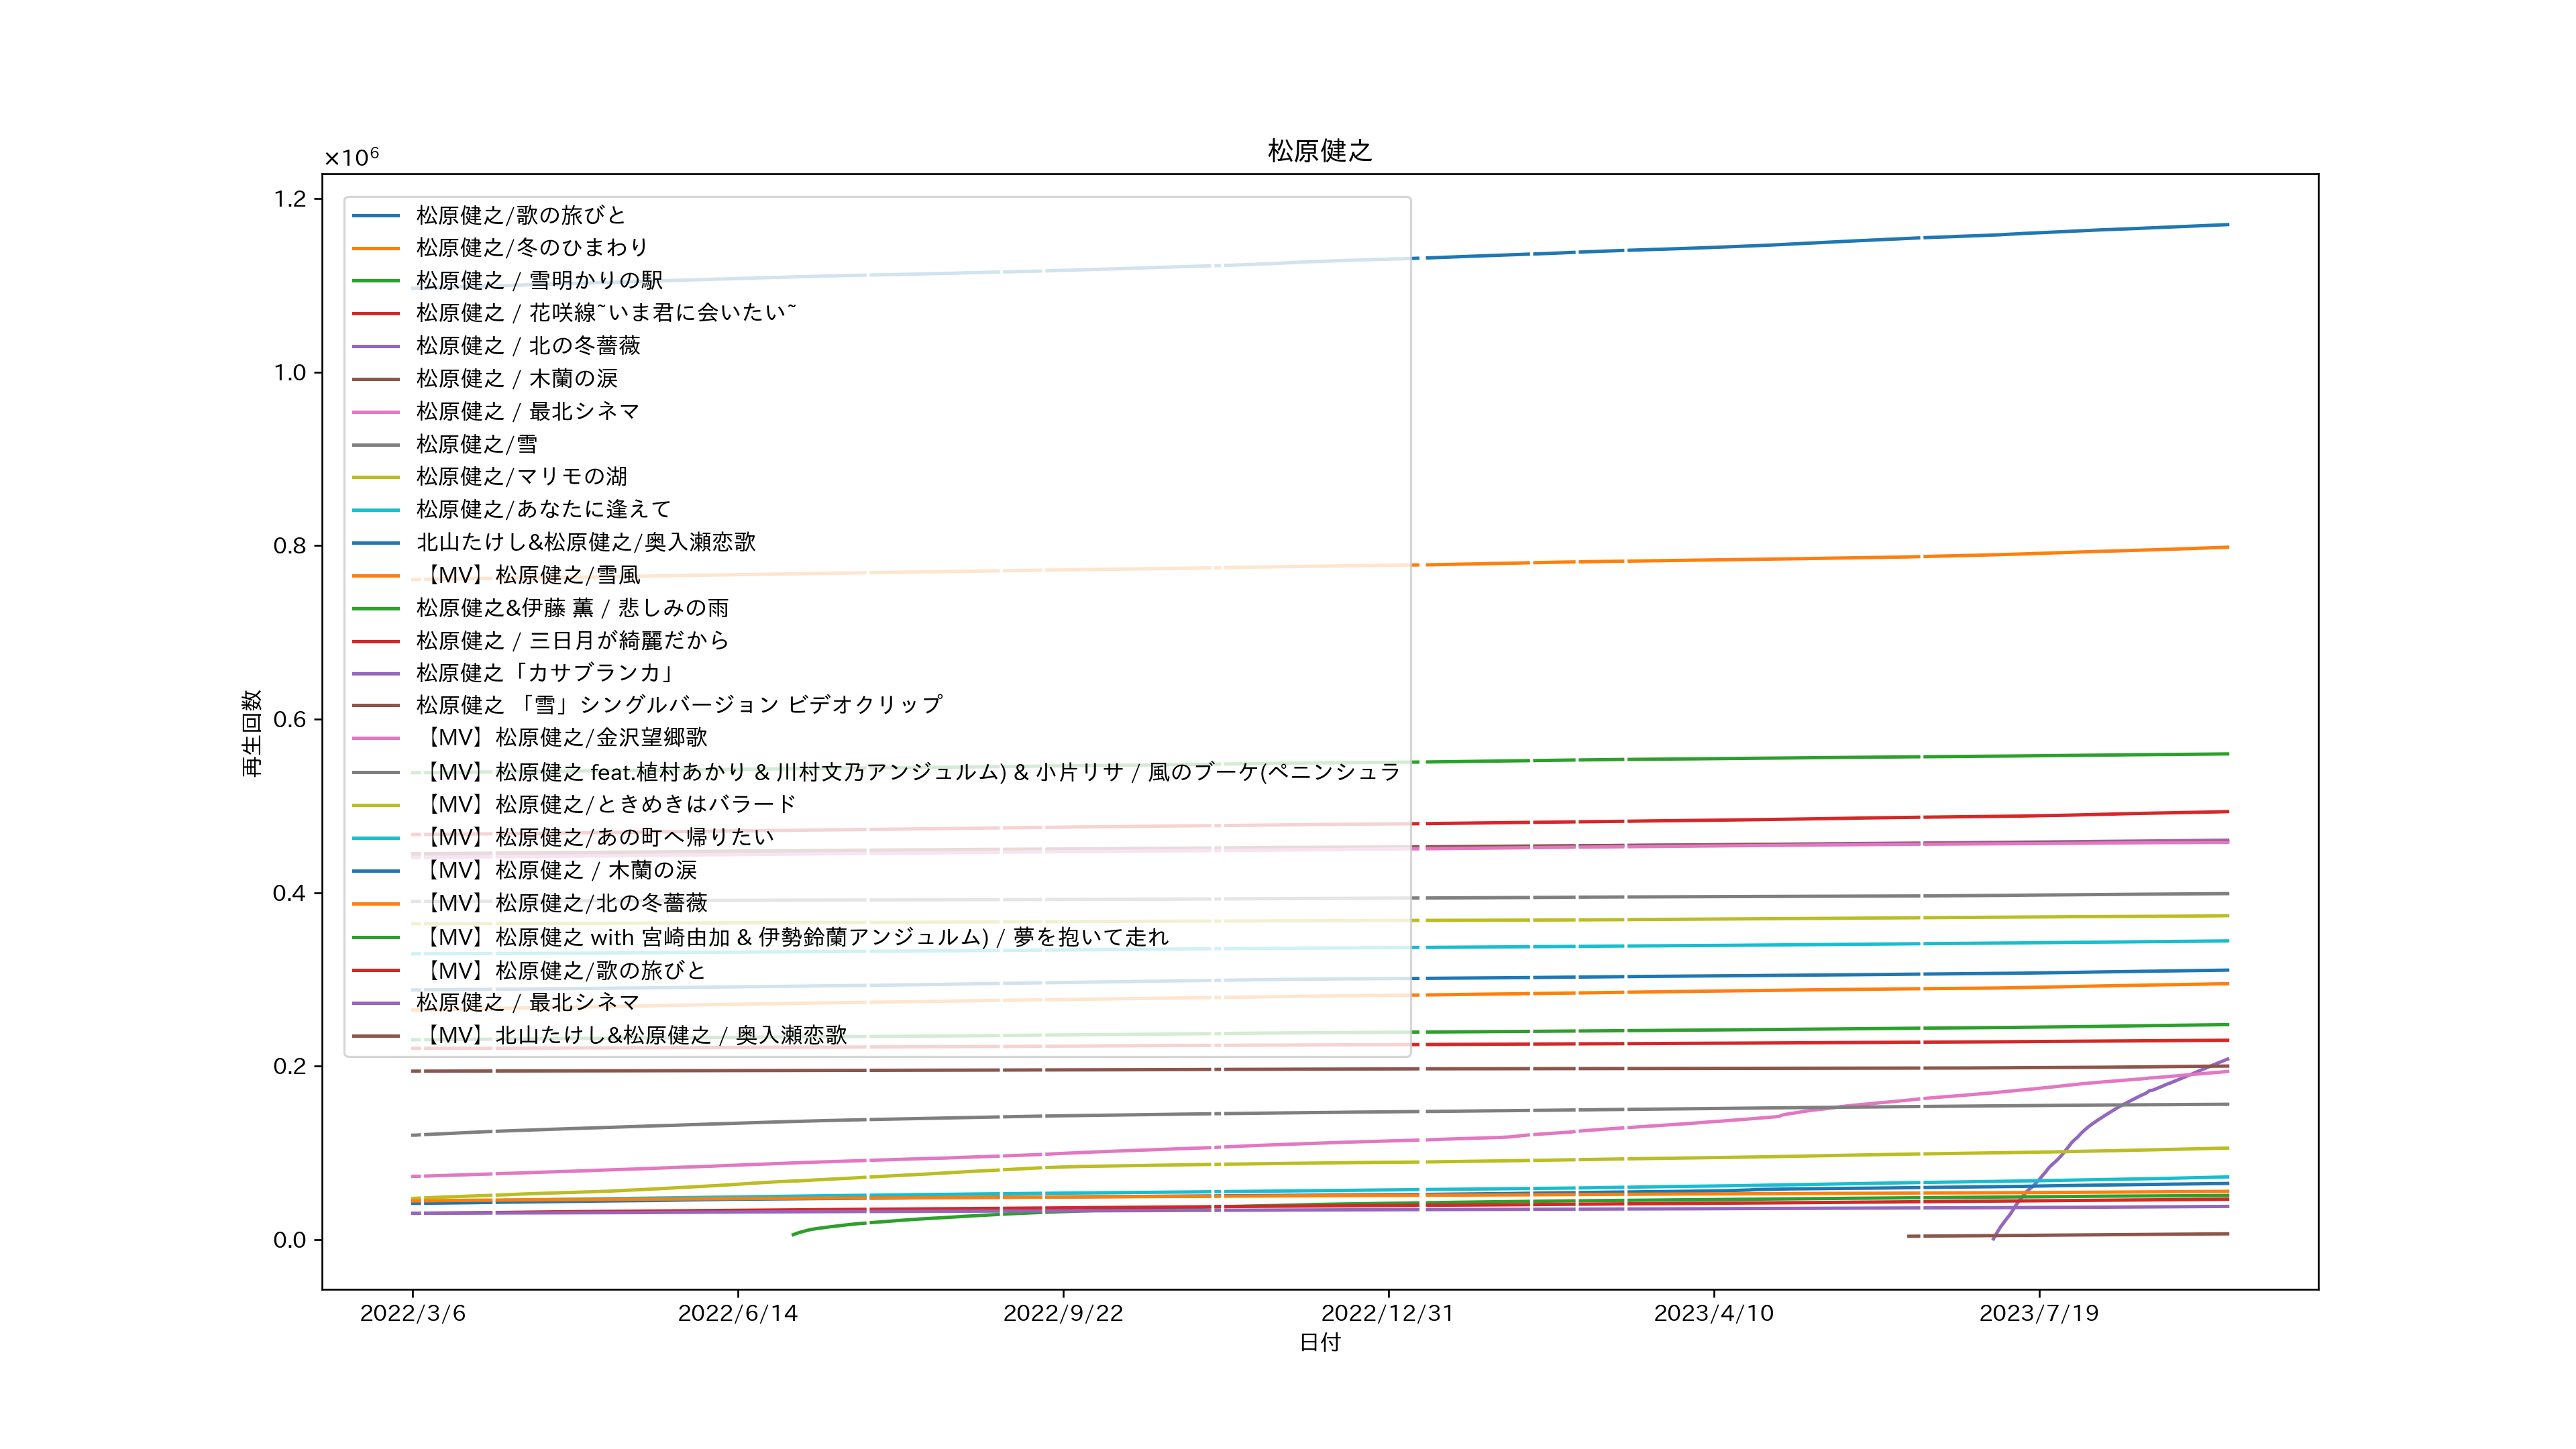 松原健之
×10⁶
1.2
1.0
0.8
0.6
0.4
0.2
0.0
再生回数
松原健之/歌の旅びと
松原健之/冬のひまわり
松原健之 / 雪明かりの駅
松原健之 / 花咲線~いま君に会いたい~
松原健之 / 北の冬薔薇
松原健之 / 木蘭の涙
松原健之 / 最北シネマ
松原健之/雪
松原健之/マリモの湖
松原健之/あなたに逢えて
北山たけし&松原健之/奥入瀬恋歌
【MV】松原健之/雪風
松原健之&伊藤 薫 / 悲しみの雨
松原健之 / 三日月が綺麗だから
松原健之「カサブランカ」
松原健之 「雪」シングルバージョン ビデオクリップ
【MV】松原健之/金沢望郷歌
【MV】松原健之 feat.植村あかり & 川村文乃アンジュルム) & 小片リサ / 風のブーケ(ペニンシュラ
【MV】松原健之/ときめきはバラード
【MV】松原健之/あの町へ帰りたい
【MV】松原健之 / 木蘭の涙
【MV】松原健之/北の冬薔薇
【MV】松原健之 with 宮崎由加 & 伊勢鈴蘭アンジュルム) / 夢を抱いて走れ
【MV】松原健之/歌の旅びと
松原健之 / 最北シネマ
【MV】北山たけし&松原健之 / 奥入瀬恋歌
2022/3/6
2022/6/14
2022/9/22
2022/12/31
2023/4/10
2023/7/19
日付